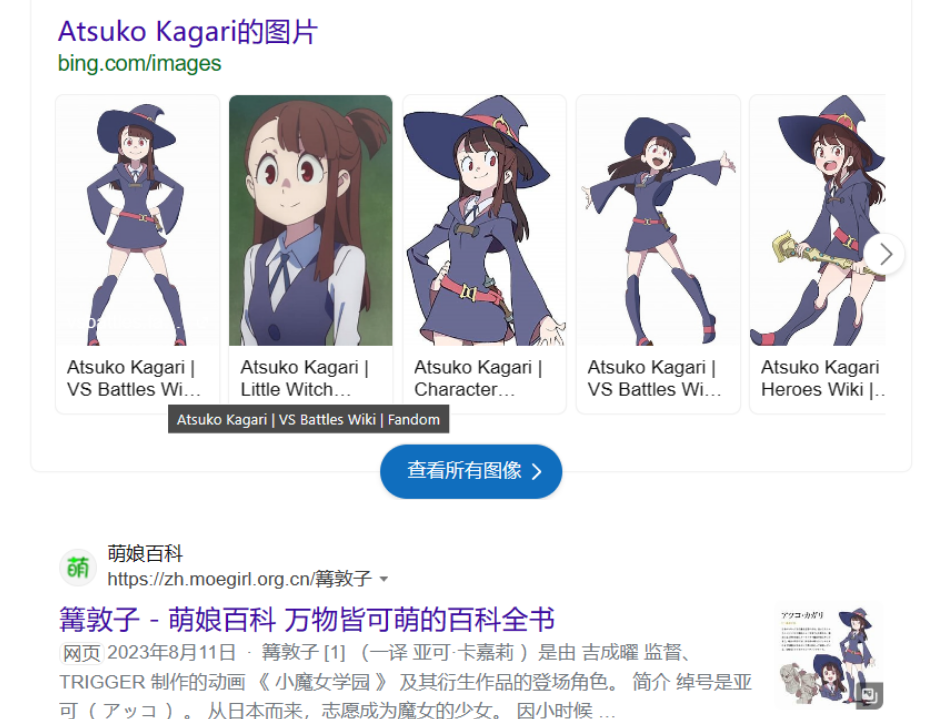 Atsuko Kagari的图片
bing.com/images
Atsuko Kagari |
VS Battles Wi...
Atsuko Kagari |
Little Witch...
Atsuko Kagari |
Character...
Atsuko Kagari |
VS Battles Wi...
Atsuko Kagari
Heroes Wiki |...
Atsuko Kagari | VS Battles Wiki | Fandom
查看所有图像
萌
萌娘百科
https://zh.moegirl.org.cn/篝敦子
篝敦子 - 萌娘百科 万物皆可萌的百科全书
アツコ・カガリ
网页 2023年8月11日 · 篝敦子 [1] （一译 亚可·卡嘉莉 ）是由 吉成曜 监督、
TRIGGER 制作的动画 《 小魔女学园 》 及其衍生作品的登场角色。 简介 绰号是亚
可（ アッコ ）。 从日本而来，志愿成为魔女的少女。 因小时候 ...